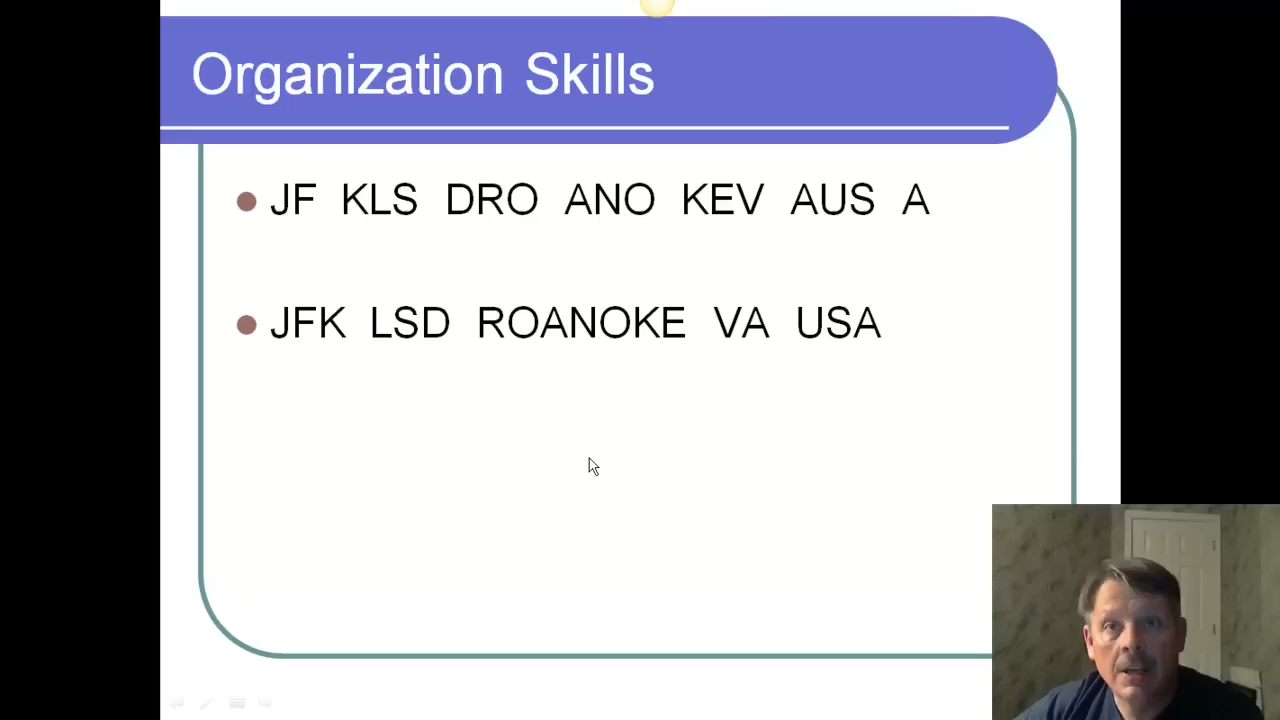 Organization Skills
JF KLS DRO ANO KEV AUS A
JFK LSD ROANOKE VA USA